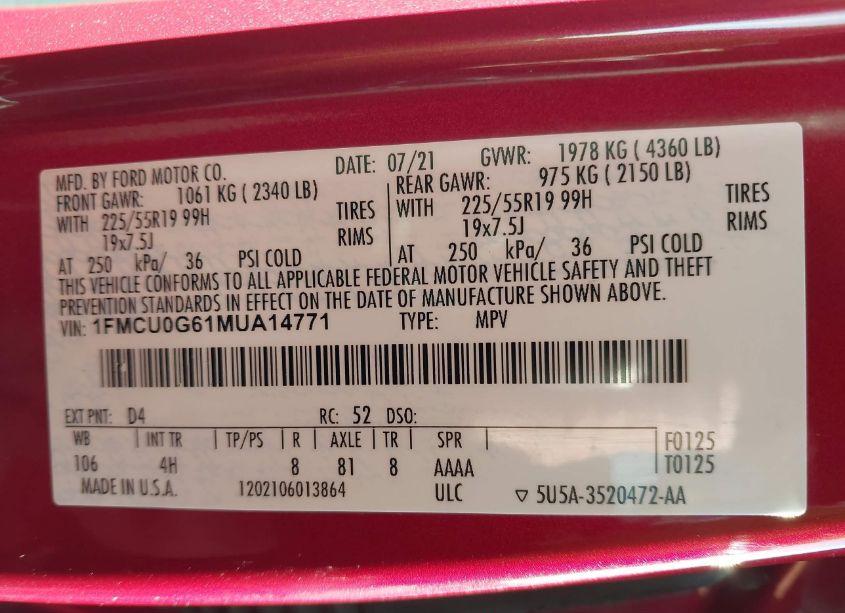 MFD. BY FORD MOTOR CO. DATE: 07/21 GVWR: 1978 KG ( 4360 LB)
FRONT GAWR: 1061 KG ( 2340 LB) REAR GAWR: 975 KG ( 2150 LB)
WITH 225/55R19 99H TIRES WITH 225/55R19 99H TIRES
19x7.5J RIMS 19x7.5J RIMS
AT 250 kPa/ 36 PSI COLD AT 250 kPa/ 36 PSI COLD
THIS VEHICLE CONFORMS TO ALL APPLICABLE FEDERAL MOTOR VEHICLE SAFETY AND THEFT
PREVENTION STANDARDS IN EFFECT ON THE DATE OF MANUFACTURE SHOWN ABOVE.
VIN: 1FMCU0G61MUA14771 TYPE: MPV
EXT PNT: D4 RC: 52 DSO:
WB INT TR TP/PS R AXLE TR SPR F0125
106 4H 8 81 8 AAAA T0125
MADE IN U.S.A. 1202106013864 ULC ▽ 5U5A-3520472-AA